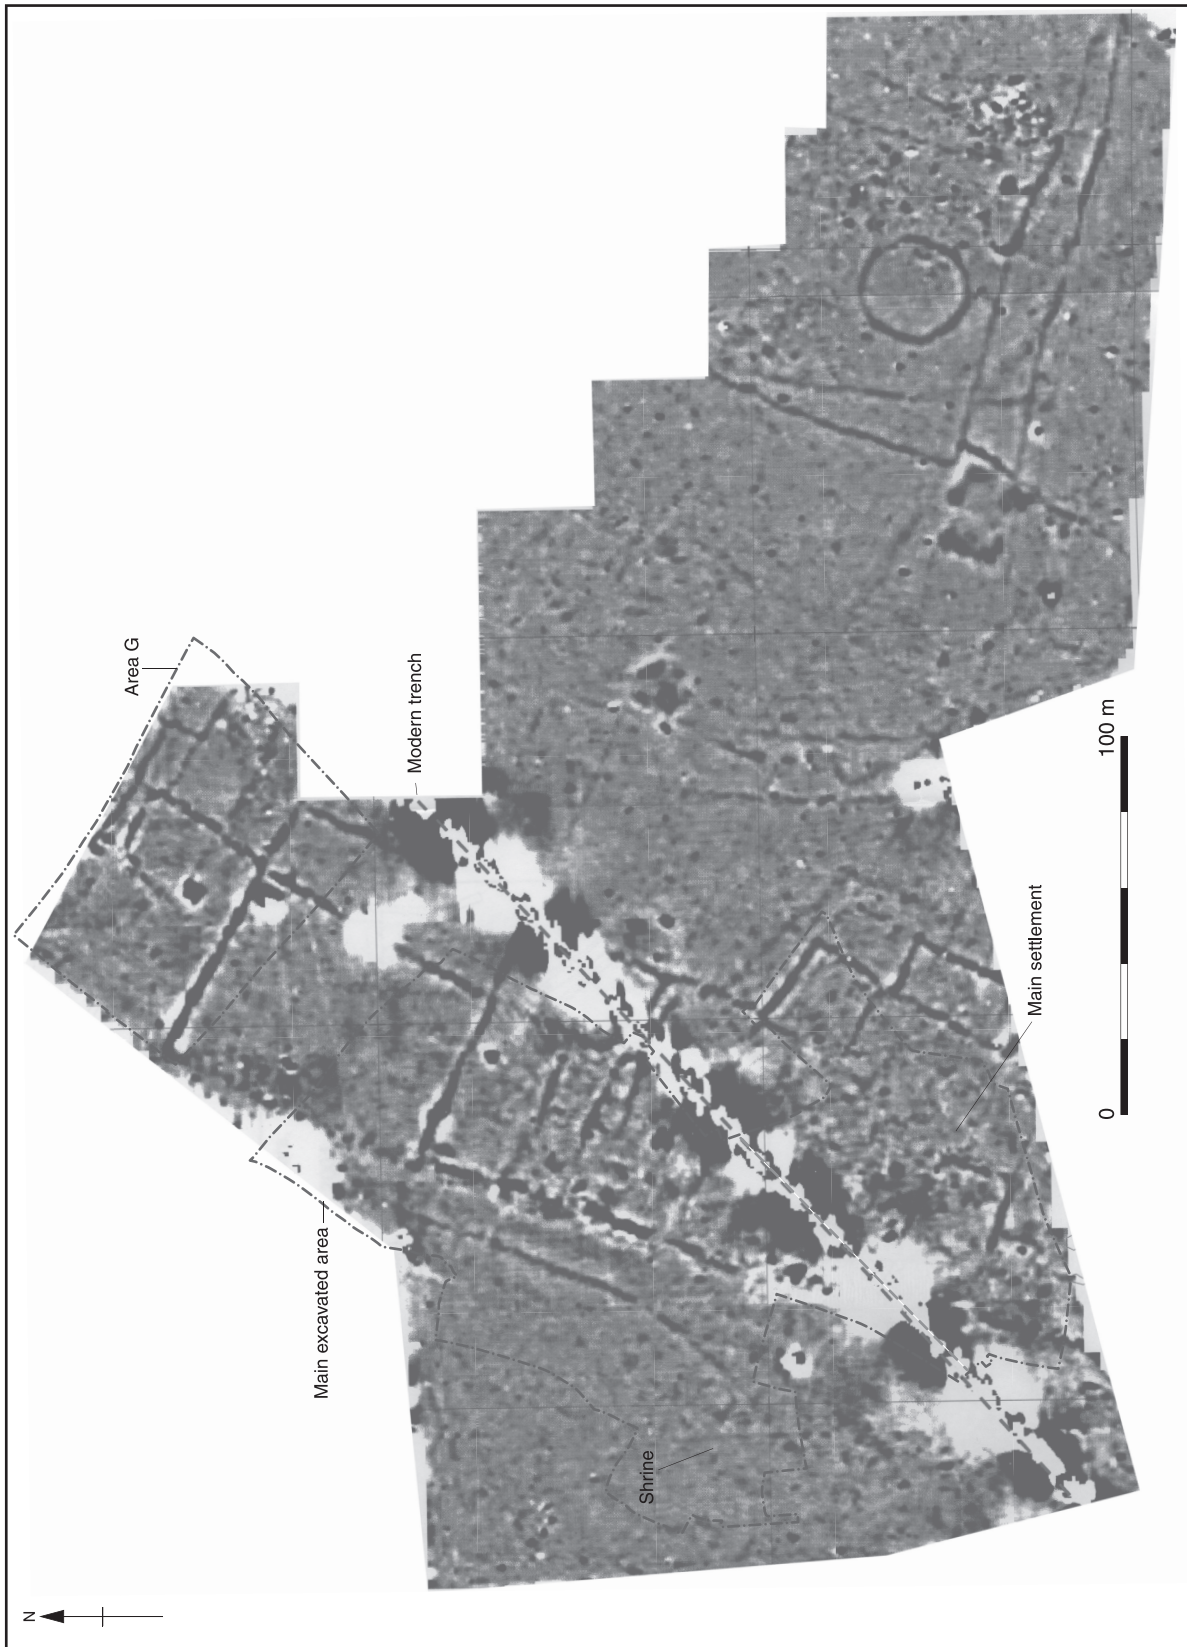 Area G
Modern trench
Main excavated area
Shrine
Main settlement
0
100 m
N